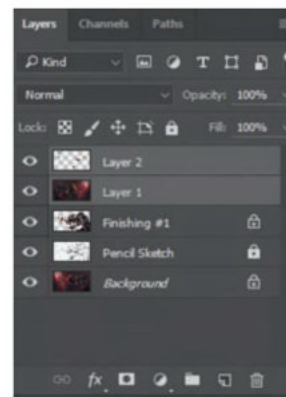 Layers Channels Paths
Kind T
Normal Opacity: 100%
Lock: Fill: 100%
Layer 2
Layer 1
Finishing #1
Pencil Sketch
Background
fx